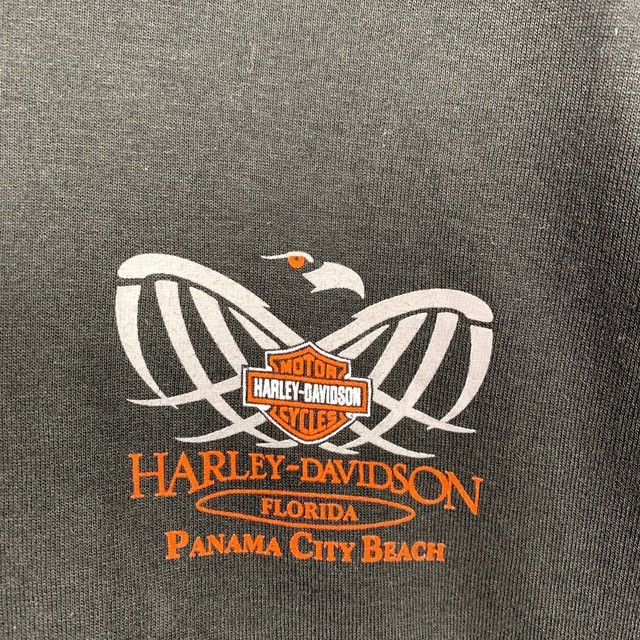 MOTOR
HARLEY-DAVIDSON
CYCLES
HARLEY-DAVIDSON
FLORIDA
PANAMA CITY BEACH